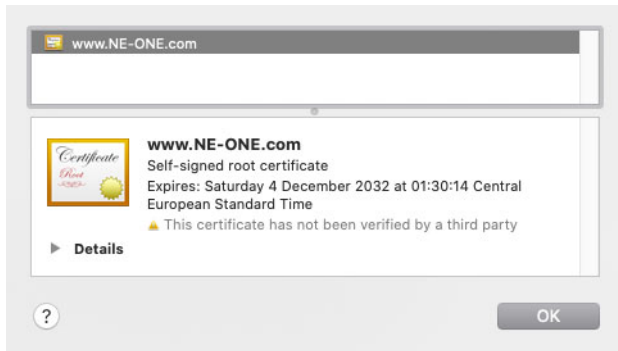 www.NE-ONE.com
Certificate
Root
www.NE-ONE.com
Self-signed root certificate
Expires: Saturday 4 December 2032 at 01:30:14 Central
European Standard Time
This certificate has not been verified by a third party
Details
?
OK